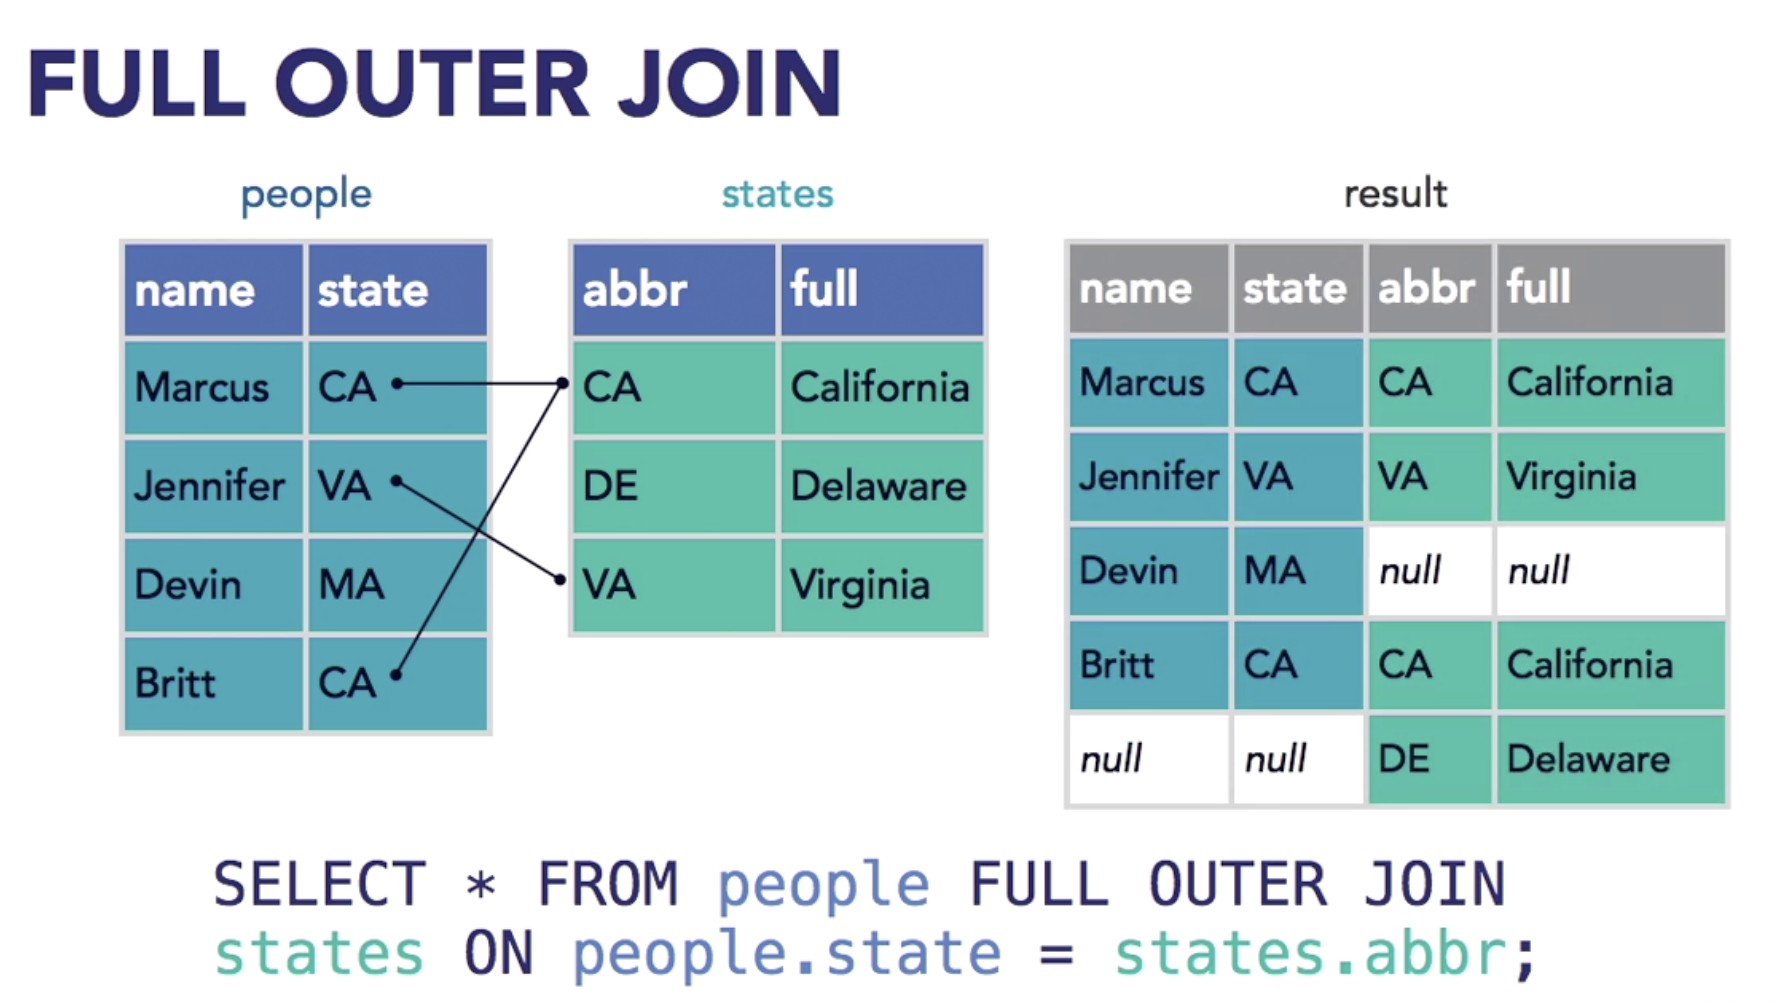 FULL OUTER JOIN
people
name state
Marcus CA
Jennifer VA
Devin MA
Britt CA
states
abbr full
CA California
DE Delaware
VA Virginia
result
name state abbr full
Marcus CA CA California
Jennifer VA VA Virginia
Devin MA null null
Britt CA CA California
null null DE Delaware
SELECT * FROM people FULL OUTER JOIN
states ON people.state = states.abbr;